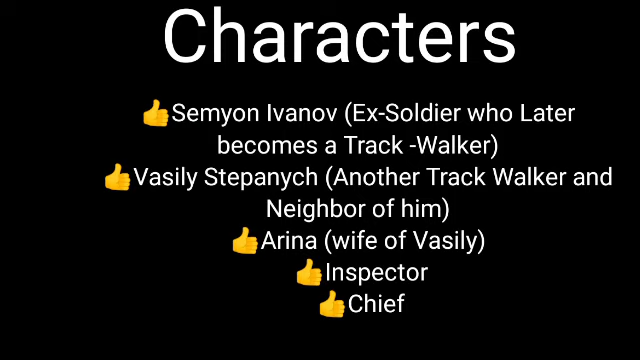 Characters
👍Semyon Ivanov (Ex-Soldier who Later
becomes a Track -Walker)
👍Vasily Stepanych (Another Track Walker and
Neighbor of him)
👍Arina (wife of Vasily)
👍Inspector
👍Chief